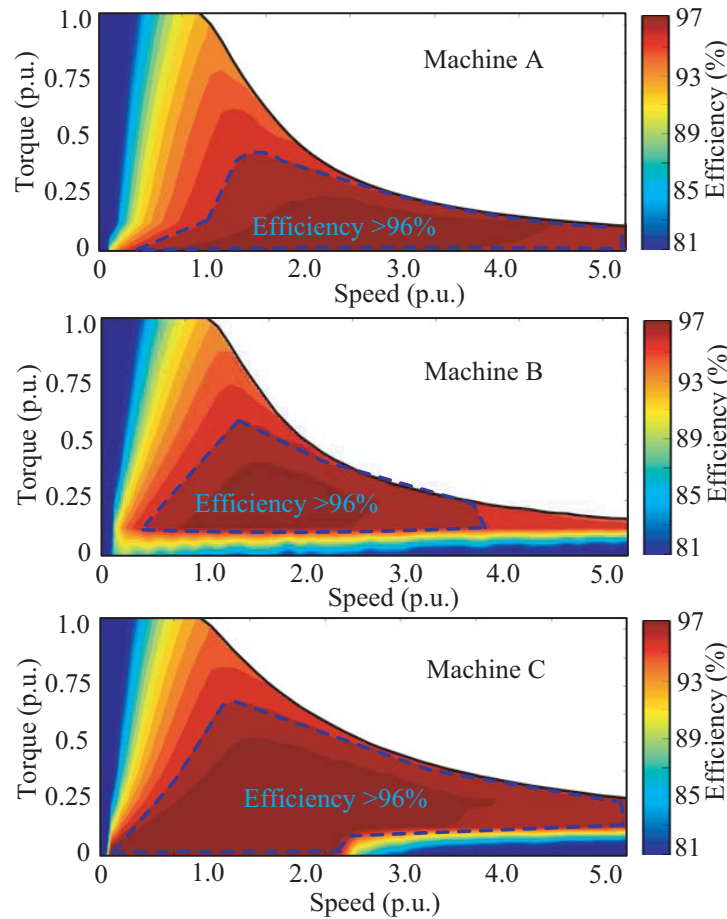 1.0
0.75
0.5
0.25
0
Torque (p.u.)
Machine A
Efficiency >96%
0 1.0 2.0 3.0 4.0 5.0
Speed (p.u.)
97
93
89
85
81
Efficiency (%)
1.0
0.75
0.5
0.25
0
Torque (p.u.)
Machine B
Efficiency >96%
0 1.0 2.0 3.0 4.0 5.0
Speed (p.u.)
97
93
89
85
81
Efficiency (%)
1.0
0.75
0.5
0.25
0
Torque (p.u.)
Machine C
Efficiency >96%
0 1.0 2.0 3.0 4.0 5.0
Speed (p.u.)
97
93
89
85
81
Efficiency (%)